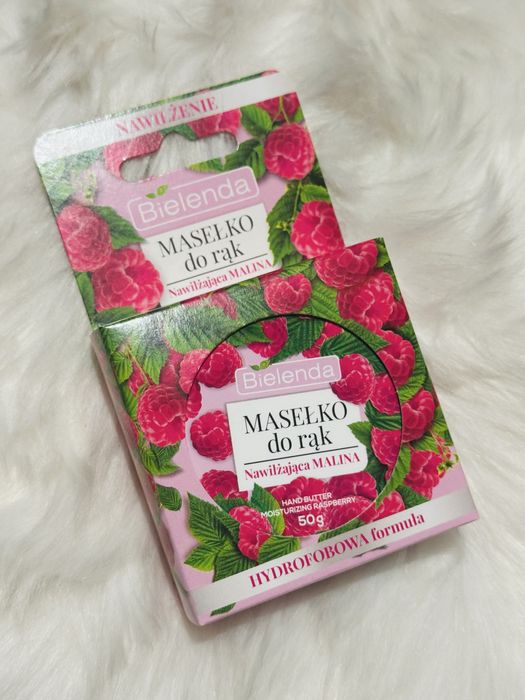 NAWILŻENIE
Bielenda
MASEŁKO
do rąk
Nawilżająca MALINA
Bielenda
MASEŁKO
do rąk
Nawilżająca MALINA
HAND BUTTER
MOISTURIZING RASPBERRY
50g
HYDROFOBOWA formuła